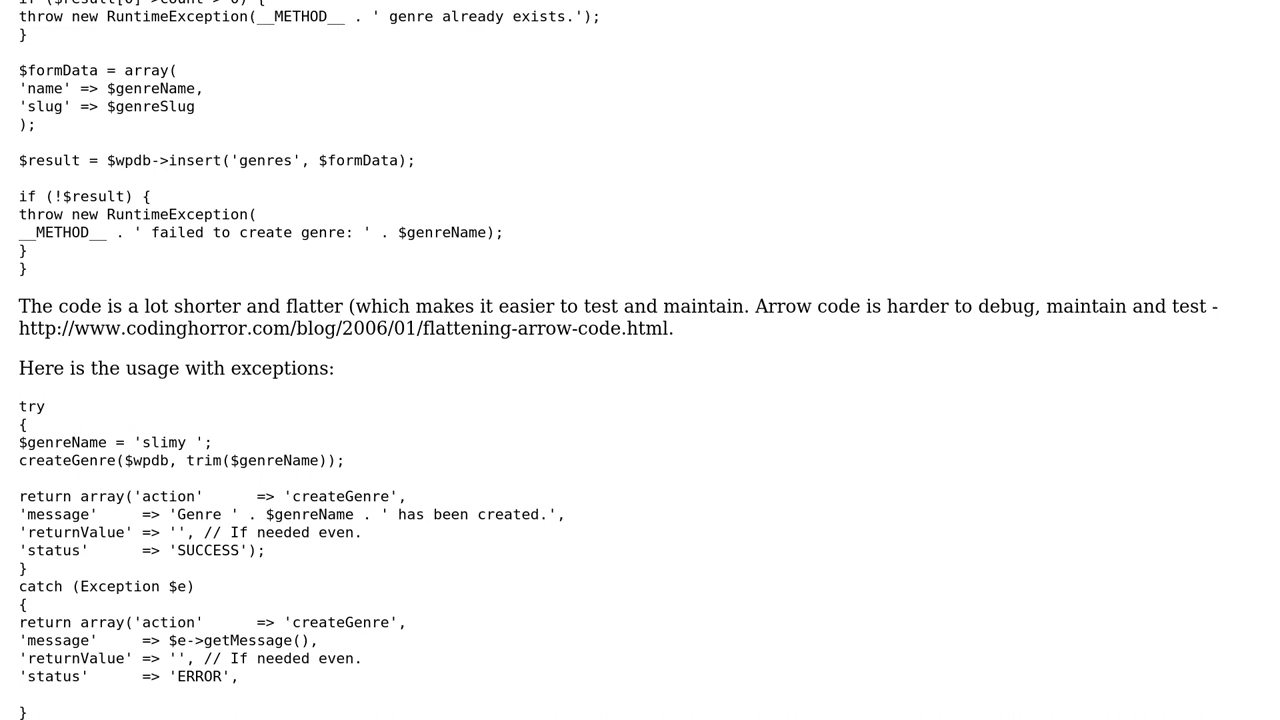 if ($result[0]->count > 0) {
throw new RuntimeException(__METHOD__ . ' genre already exists.');
}

$formData = array(
'name' => $genreName,
'slug' => $genreSlug
);

$result = $wpdb->insert('genres', $formData);

if (!$result) {
throw new RuntimeException(
__METHOD__ . ' failed to create genre: ' . $genreName);
}
}

The code is a lot shorter and flatter (which makes it easier to test and maintain. Arrow code is harder to debug, maintain and test -
http://www.codinghorror.com/blog/2006/01/flattening-arrow-code.html.

Here is the usage with exceptions:

try
{
$genreName = 'slimy ';
createGenre($wpdb, trim($genreName));

return array('action'      => 'createGenre',
'message'     => 'Genre ' . $genreName . ' has been created.',
'returnValue' => '', // If needed even.
'status'      => 'SUCCESS');
}
catch (Exception $e)
{
return array('action'      => 'createGenre',
'message'     => $e->getMessage(),
'returnValue' => '', // If needed even.
'status'      => 'ERROR',

}